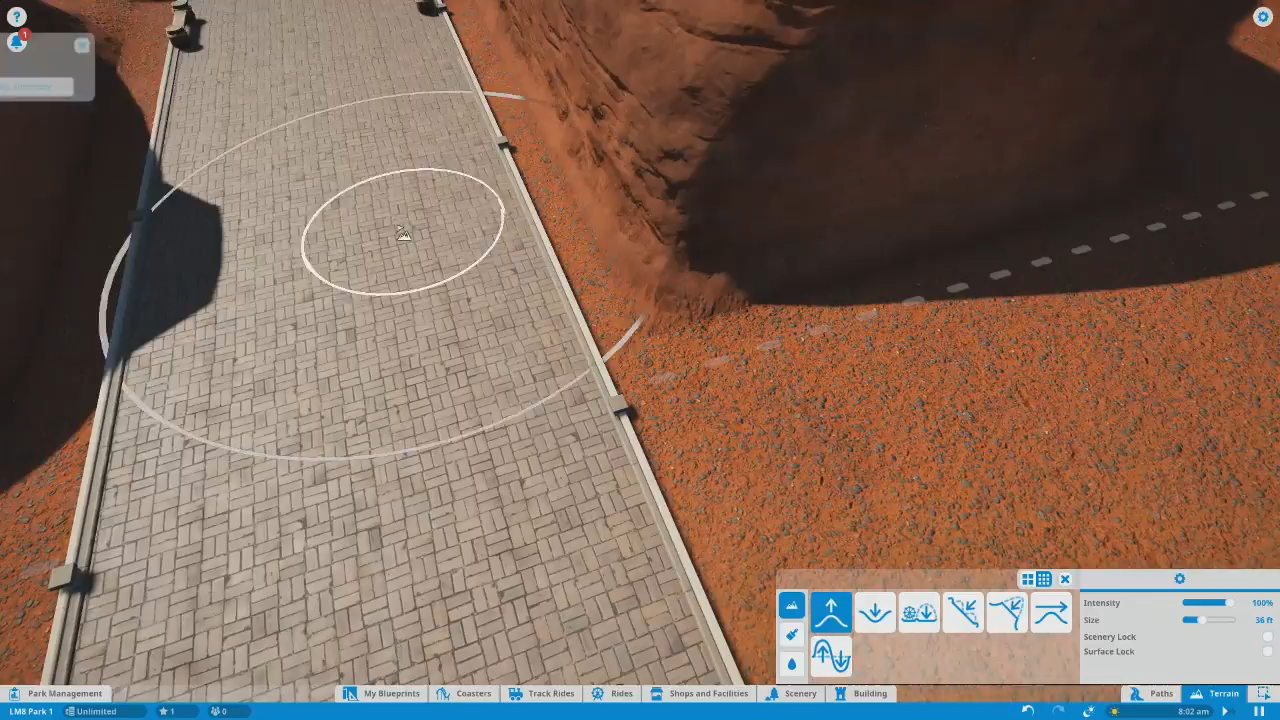 ?
1
Intensity 100%
Size 36 ft
Scenery Lock
Surface Lock
Park Management My Blueprints Coasters Track Rides Rides Shops and Facilities Scenery Building Paths Terrain
LM8 Park 1 Unlimited 1 0 8:02 am